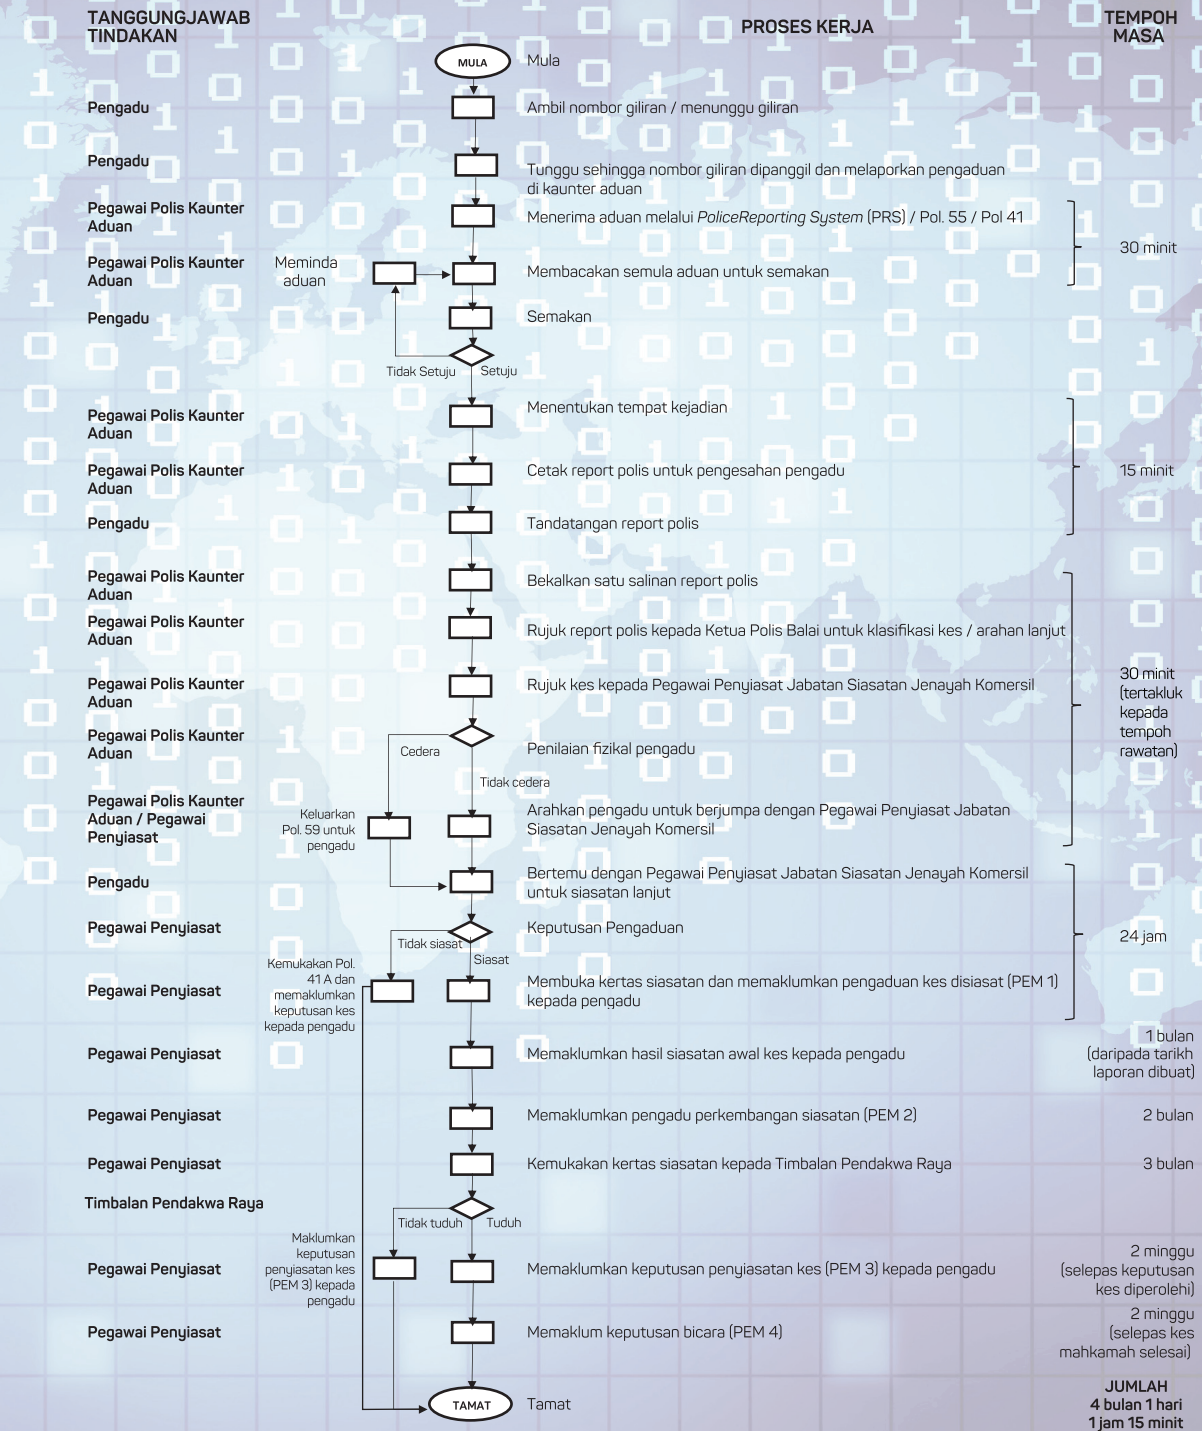 TANGGUNGJAWAB
TINDAKAN
PROSES KERJA
TEMPOH
MASA
MULA
Mula
Pengadu
Ambil nombor giliran / menunggu giliran
Pengadu
Tunggu sehingga nombor giliran dipanggil dan melaporkan pengaduan
di kaunter aduan
Pegawai Polis Kaunter
Aduan
Menerima aduan melalui PoliceReporting System (PRS) / Pol. 55 / Pol 41
30 minit
Pegawai Polis Kaunter
Aduan
Meminda
aduan
Membacakan semula aduan untuk semakan
Pengadu
Semakan
Tidak Setuju
Setuju
Pegawai Polis Kaunter
Aduan
Menentukan tempat kejadian
Pegawai Polis Kaunter
Aduan
Cetak report polis untuk pengesahan pengadu
15 minit
Pengadu
Tandatangan report polis
Pegawai Polis Kaunter
Aduan
Bekalkan satu salinan report polis
Pegawai Polis Kaunter
Aduan
Rujuk report polis kepada Ketua Polis Balai untuk klasifikasi kes / arahan lanjut
Pegawai Polis Kaunter
Aduan
Rujuk kes kepada Pegawai Penyiasat Jabatan Siasatan Jenayah Komersil
30 minit
(tertakluk
kepada
tempoh
rawatan)
Pegawai Polis Kaunter
Aduan
Cedera
Penilaian fizikal pengadu
Tidak cedera
Pegawai Polis Kaunter
Aduan / Pegawai
Penyiasat
Keluarkan
Pol. 59 untuk
pengadu
Arahkan pengadu untuk berjumpa dengan Pegawai Penyiasat Jabatan
Siasatan Jenayah Komersil
Pengadu
Bertemu dengan Pegawai Penyiasat Jabatan Siasatan Jenayah Komersil
untuk siasatan lanjut
Pegawai Penyiasat
Keputusan Pengaduan
24 jam
Tidak siasat
Siasat
Pegawai Penyiasat
Kemukakan Pol.
41 A dan
memaklumkan
keputusan kes
kepada pengadu
Membuka kertas siasatan dan memaklumkan pengaduan kes disiasat (PEM 1)
kepada pengadu
Pegawai Penyiasat
Memaklumkan hasil siasatan awal kes kepada pengadu
1 bulan
(daripada tarikh
laporan dibuat)
Pegawai Penyiasat
Memaklumkan pengadu perkembangan siasatan (PEM 2)
2 bulan
Pegawai Penyiasat
Kemukakan kertas siasatan kepada Timbalan Pendakwa Raya
3 bulan
Timbalan Pendakwa Raya
Tidak tuduh
Tuduh
Pegawai Penyiasat
Maklumkan
keputusan
penyiasatan kes
(PEM 3) kepada
pengadu
Memaklumkan keputusan penyiasatan kes (PEM 3) kepada pengadu
2 minggu
(selepas keputusan
kes diperolehi)
Pegawai Penyiasat
Memaklum keputusan bicara (PEM 4)
2 minggu
(selepas kes
mahkamah selesai)
TAMAT
Tamat
JUMLAH
4 bulan 1 hari
1 jam 15 minit